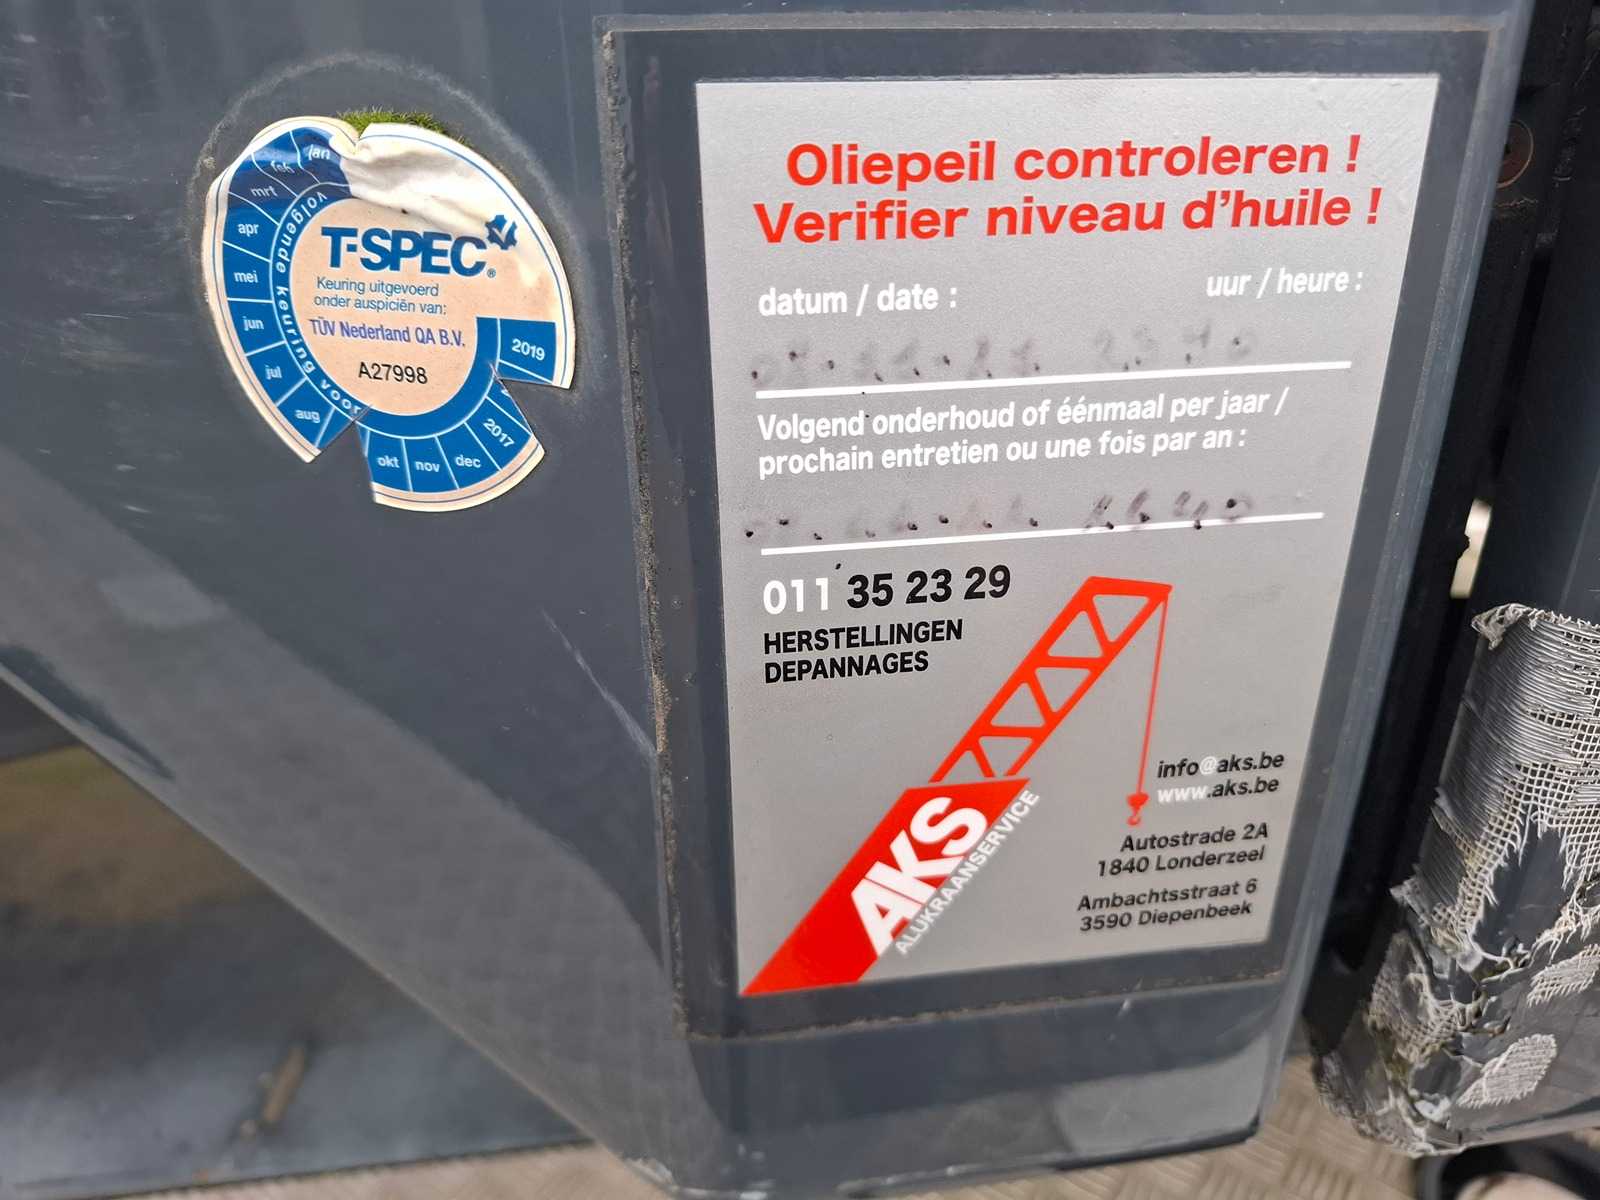 jan
feb
mrt
apr
mei
jun
jul
aug
okt
nov
dec
2017
2019
volgende keuring voor
T-SPEC®
Keuring uitgevoerd
onder auspiciën van:
TÜV Nederland QA B.V.
A27998
Oliepeil controleren !
Verifier niveau d'huile !
datum / date :
uur / heure :
Volgend onderhoud of éénmaal per jaar /
prochain entretien ou une fois par an :
011 35 23 29
HERSTELLINGEN
DEPANNAGES
AKS
ALUKRAANSERVICE
info@aks.be
www.aks.be
Autostrade 2A
1840 Londerzeel
Ambachtsstraat 6
3590 Diepenbeek